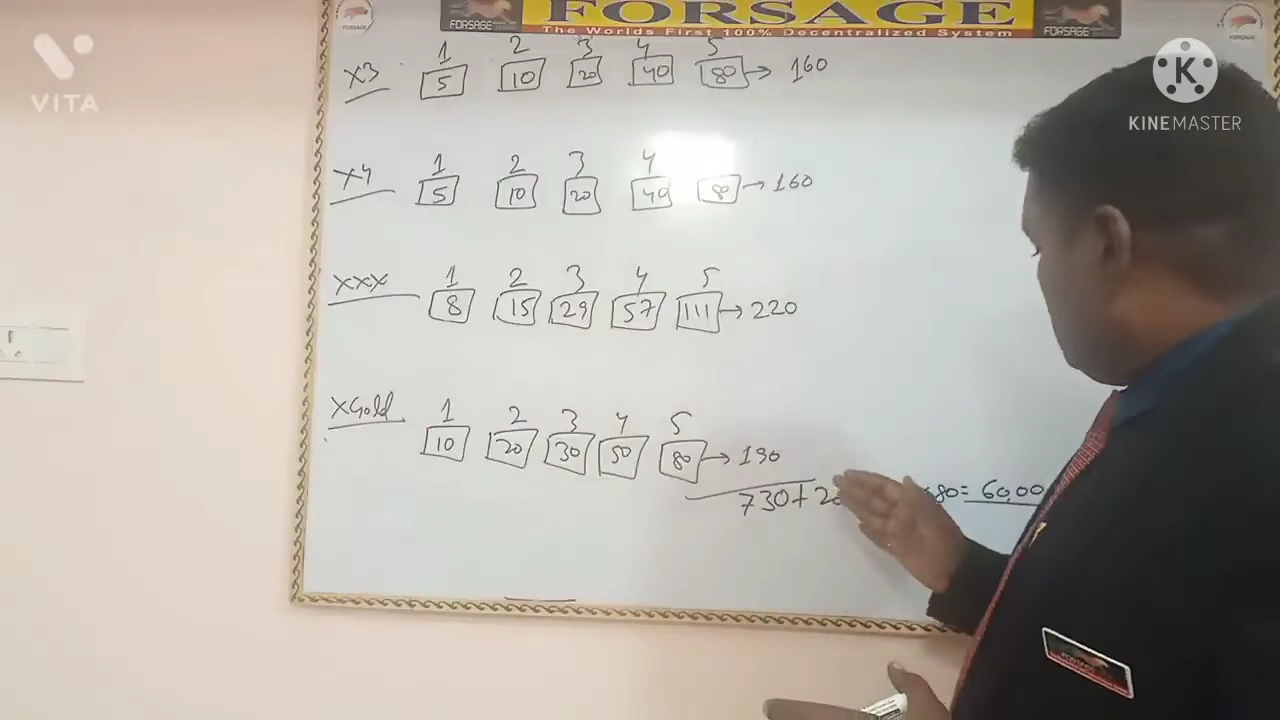 FORSAGE
The Worlds First 100% Decentralized System
FORSAGE
FORSAGE
VITA
KINEMASTER
X3
1 2 3 4 5
5 10 20 40 80 → 160
X4
1 2 3 4
5 10 20 40 80 → 160
XXX
1 2 3 4 5
8 15 29 57 111 → 220
XGold
1 2 3 4 5
10 20 30 50 80 → 190
730+20
80= 60,00